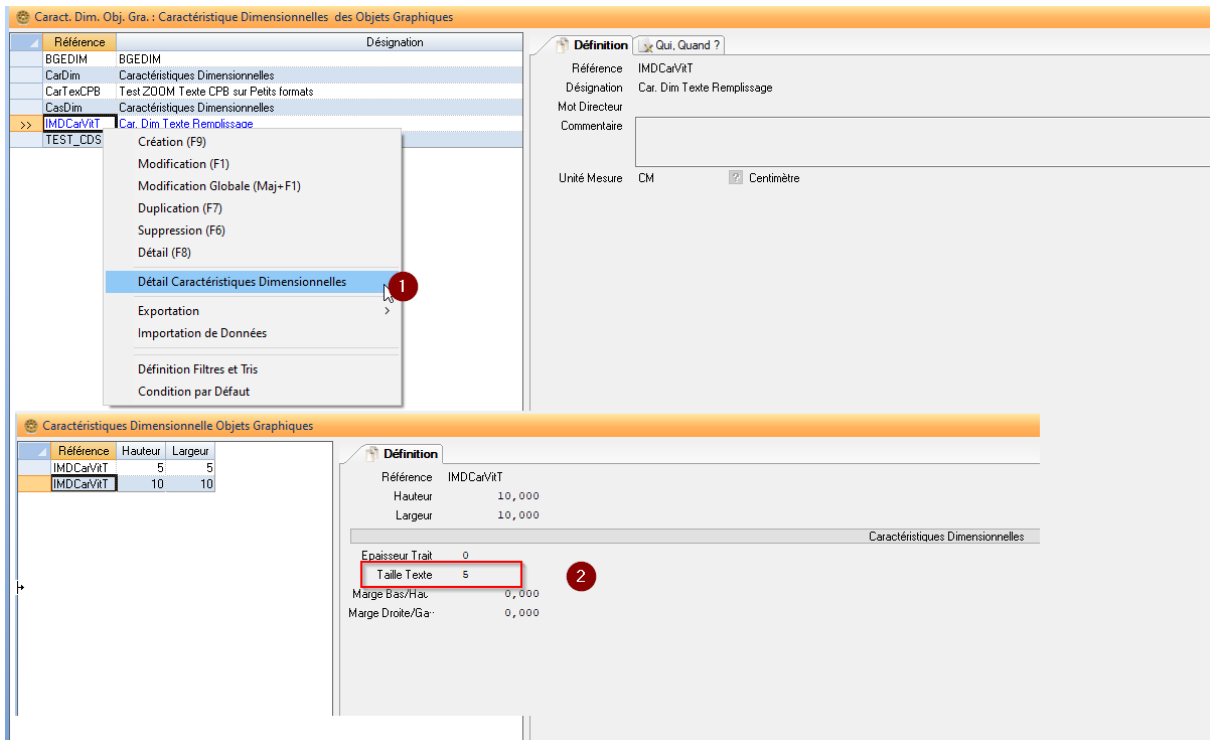 Caract. Dim. Obj. Gra. : Caractéristique Dimensionnelles des Objets Graphiques
Référence Désignation
BGEDIM BGEDIM
CarDim Caractéristiques Dimensionnelles
CarTexCPB Test ZOOM Texte CPB sur Petits formats
CasDim Caractéristiques Dimensionnelles
>> IMDCarVitT Car. Dim Texte Remplissage
TEST_CDS
Création (F9)
Modification (F1)
Modification Globale (Maj+F1)
Duplication (F7)
Suppression (F6)
Détail (F8)
Détail Caractéristiques Dimensionnelles
1
Exportation >
Importation de Données
Définition Filtres et Tris
Condition par Défaut
Définition Qui, Quand ?
Référence IMDCarVitT
Désignation Car. Dim Texte Remplissage
Mot Directeur
Commentaire
Unité Mesure CM ? Centimètre
Caractéristiques Dimensionnelle Objets Graphiques
Référence Hauteur Largeur
IMDCarVitT 5 5
IMDCarVitT 10 10
Définition
Référence IMDCarVitT
Hauteur 10,000
Largeur 10,000
Caractéristiques Dimensionnelles
Epaisseur Trait 0
Taille Texte 5
2
Marge Bas/Hau 0,000
Marge Droite/Ga·· 0,000